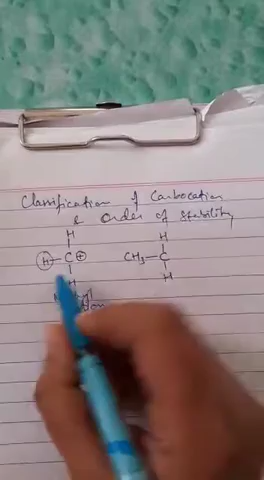 Classification of Carbocation
& Order of stability
H H
H — C ⊕ CH₃ — C
H H